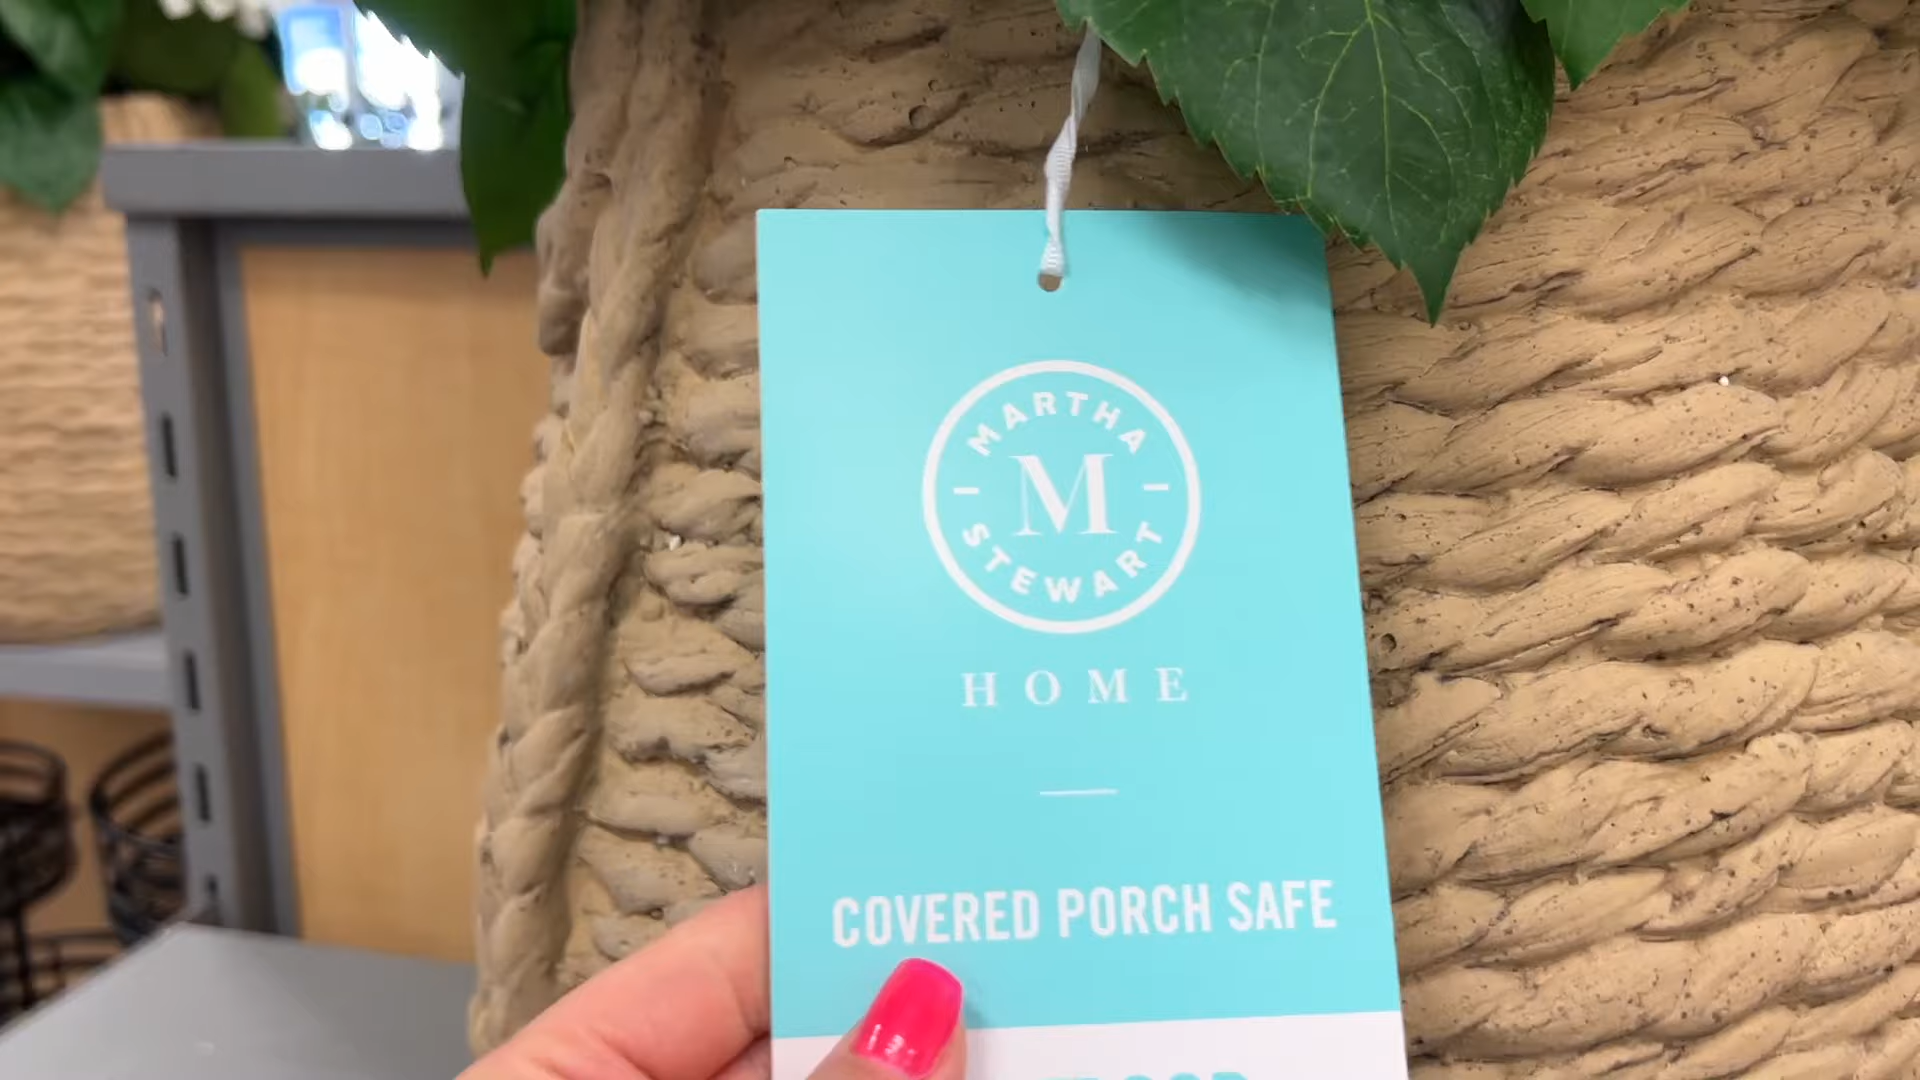 MARTHA
M
STEWART
HOME
COVERED PORCH SAFE